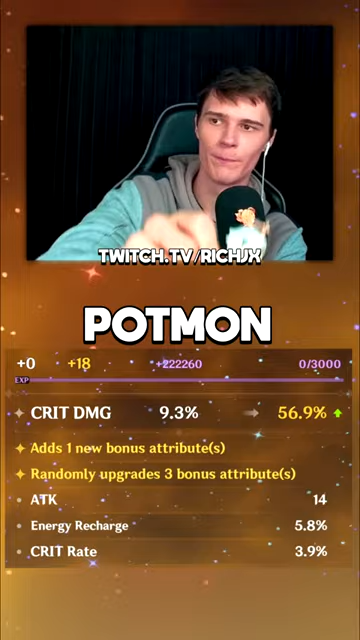 TWITCH.TV/RICHJX
POTMON
+0 +18 +222260 0/3000
EXP
CRIT DMG 9.3% 56.9%
Adds 1 new bonus attribute(s)
Randomly upgrades 3 bonus attribute(s)
ATK 14
Energy Recharge 5.8%
CRIT Rate 3.9%